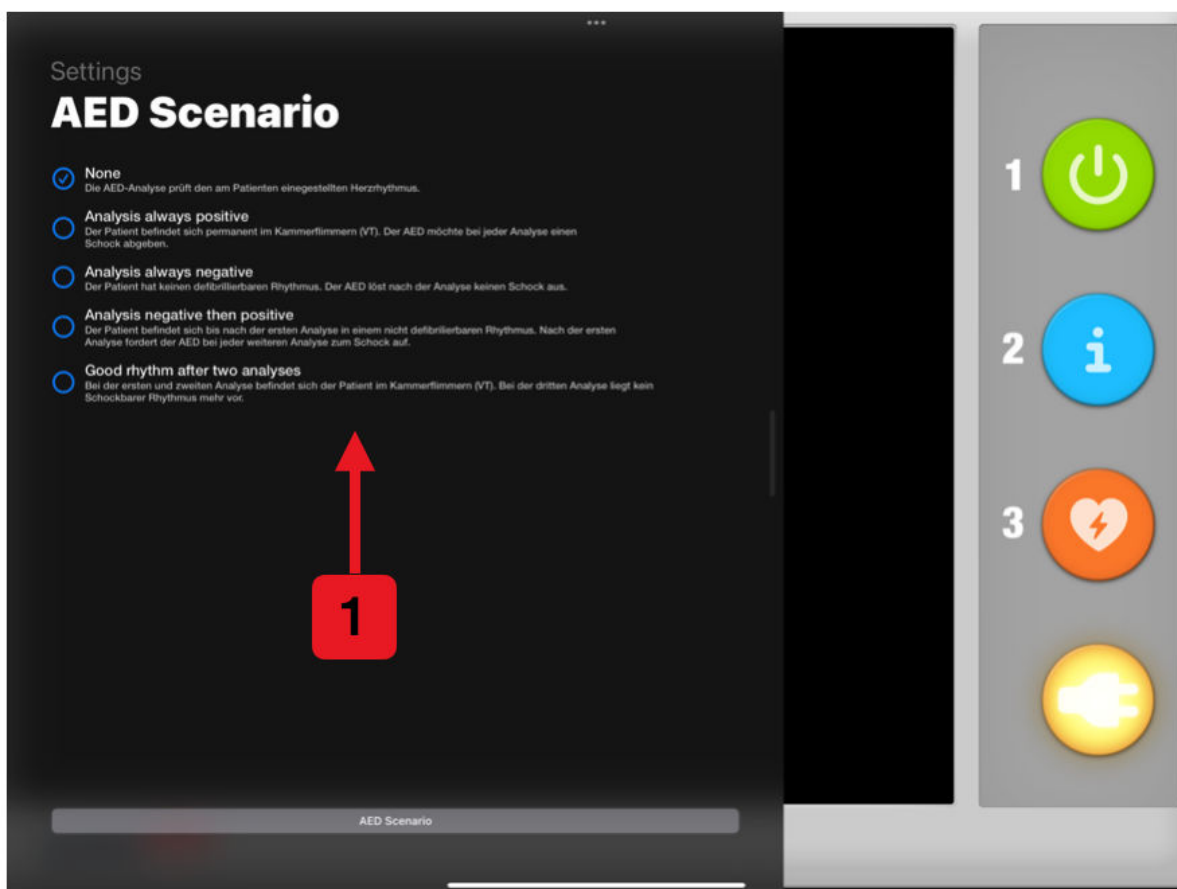 Settings
AED Scenario
None
Die AED-Analyse prüft den am Patienten eingestellten Herzrhythmus.
Analysis always positive
Der Patient befindet sich permanent im Kammerflimmern (VT). Der AED möchte bei jeder Analyse einen
Schock abgeben.
Analysis always negative
Der Patient hat keinen defibrillierbaren Rhythmus. Der AED löst nach der Analyse keinen Schock aus.
Analysis negative then positive
Der Patient befindet sich bis nach der ersten Analyse in einem nicht defibrilierbaren Rhythmus. Nach der ersten
Analyse fordert der AED bei jeder weiteren Analyse zum Schock auf.
Good rhythm after two analyses
Bei der ersten und zweiten Analyse befindet sich der Patient im Kammerflimmern (VT). Bei der dritten Analyse liegt kein
Schockbarer Rhythmus mehr vor.
1
AED Scenario
1
2
i
3